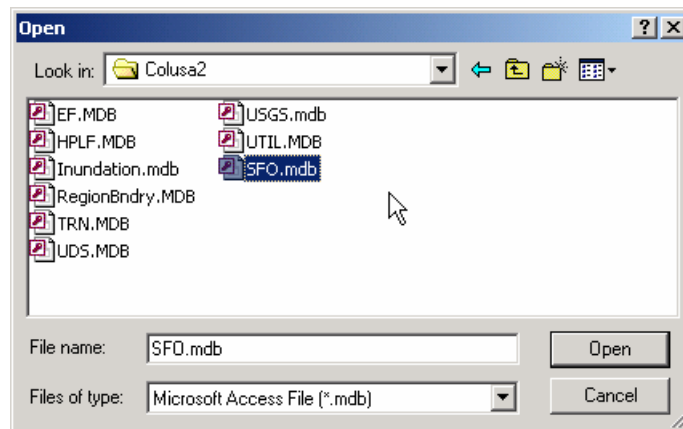 Open
Look in: Colusa2
EF.MDB
HPLF.MDB
Inundation.mdb
RegionBndry.MDB
TRN.MDB
UDS.MDB
USGS.mdb
UTIL.MDB
SFO.mdb
File name: SFO.mdb
Open
Files of type: Microsoft Access File (*.mdb)
Cancel